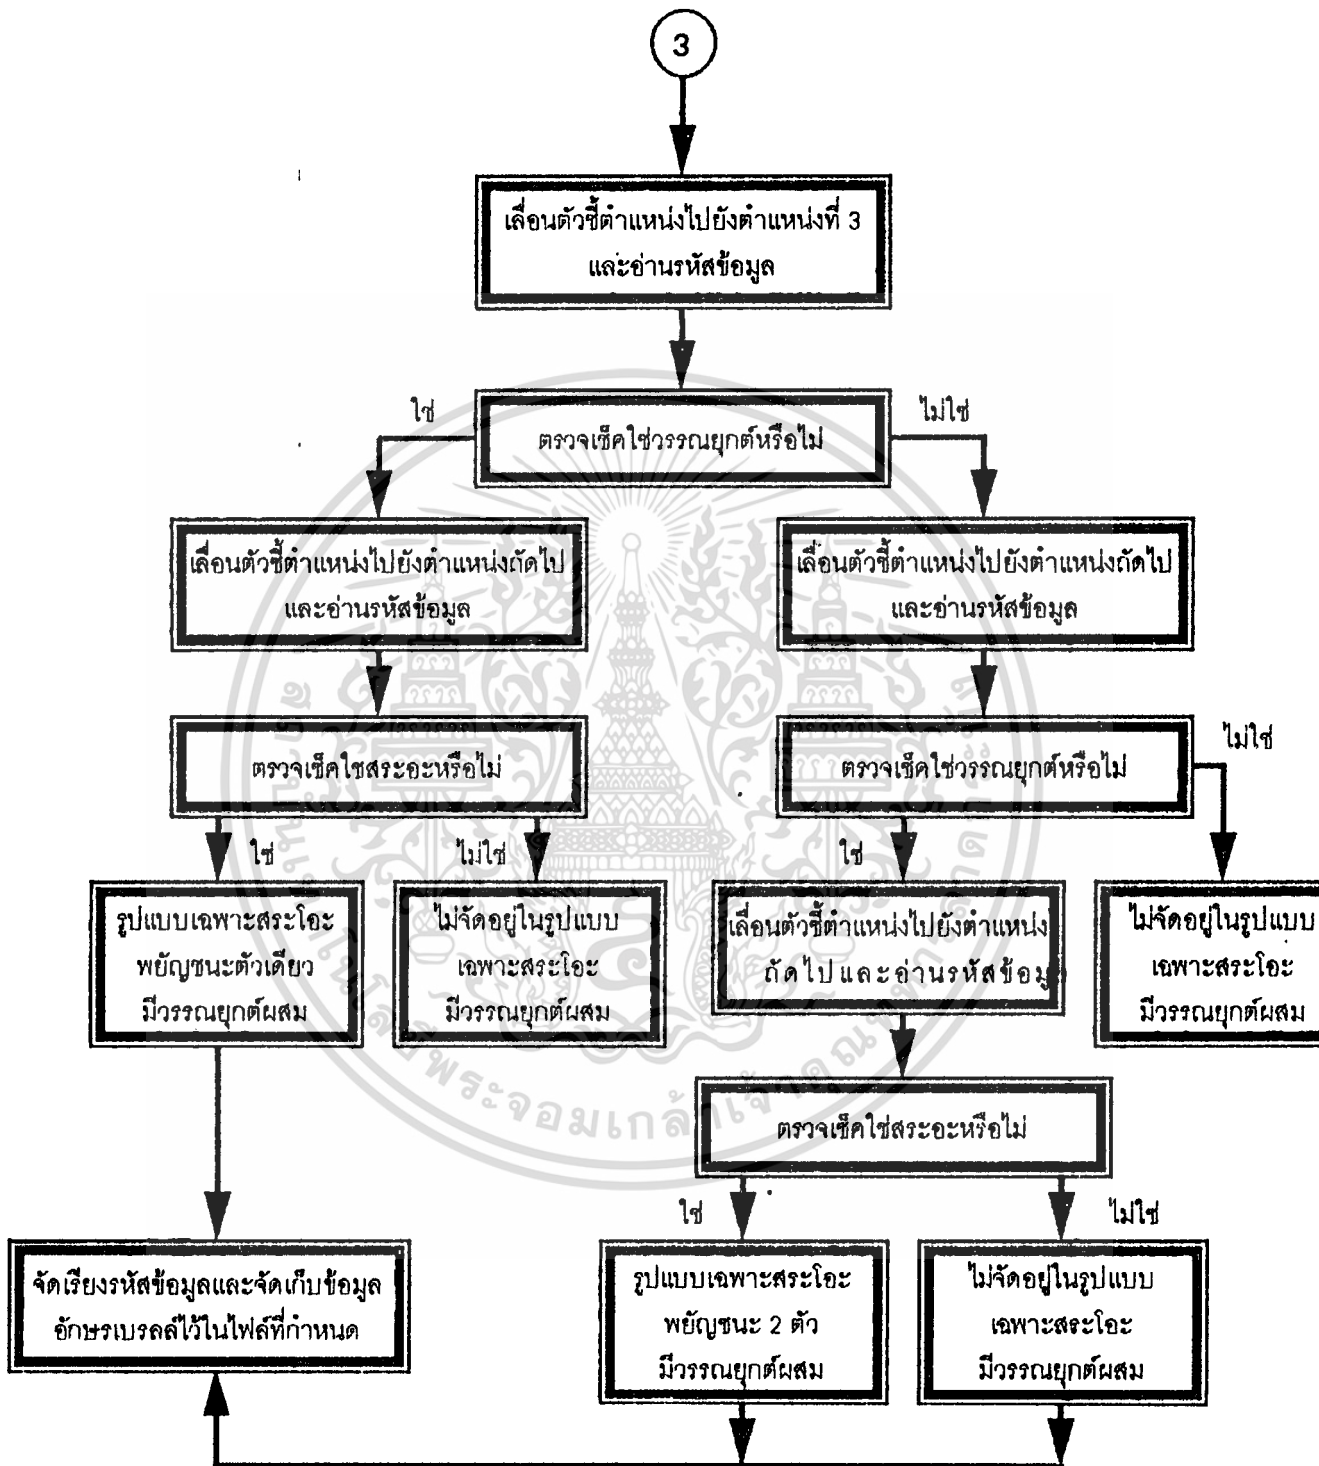 3
เลื่อนตัวชี้ตำแหน่งไปยังตำแหน่งที่ 3
และอ่านรหัสข้อมูล
ใช่
ไม่ใช่
ตรวจเช็คใช่วรรณยุกต์หรือไม่
เลื่อนตัวชี้ตำแหน่งไปยังตำแหน่งถัดไป
และอ่านรหัสข้อมูล
เลื่อนตัวชี้ตำแหน่งไปยังตำแหน่งถัดไป
และอ่านรหัสข้อมูล
ตรวจเช็คใช่สระอะหรือไม่
ตรวจเช็คใช่วรรณยุกต์หรือไม่
ไม่ใช่
ใช่
ไม่ใช่
ใช่
รูปแบบเฉพาะสระโอะ
พยัญชนะตัวเดียว
มีวรรณยุกต์ผสม
ไม่จัดอยู่ในรูปแบบ
เฉพาะสระโอะ
มีวรรณยุกต์ผสม
เลื่อนตัวชี้ตำแหน่งไปยังตำแหน่ง
ถัดไปและอ่านรหัสข้อมู
ไม่จัดอยู่ในรูปแบบ
เฉพาะสระโอะ
มีวรรณยุกต์ผสม
ตรวจเช็คใช่สระอะหรือไม่
ใช่
ไม่ใช่
จัดเรียงรหัสข้อมูลและจัดเก็บข้อมูล
อักษรเบรลล์ไว้ในไฟล์ที่กำหนด
รูปแบบเฉพาะสระโอะ
พยัญชนะ 2 ตัว
มีวรรณยุกต์ผสม
ไม่จัดอยู่ในรูปแบบ
เฉพาะสระโอะ
มีวรรณยุกต์ผสม
พระจอมเกล้าเจ้าคุณ